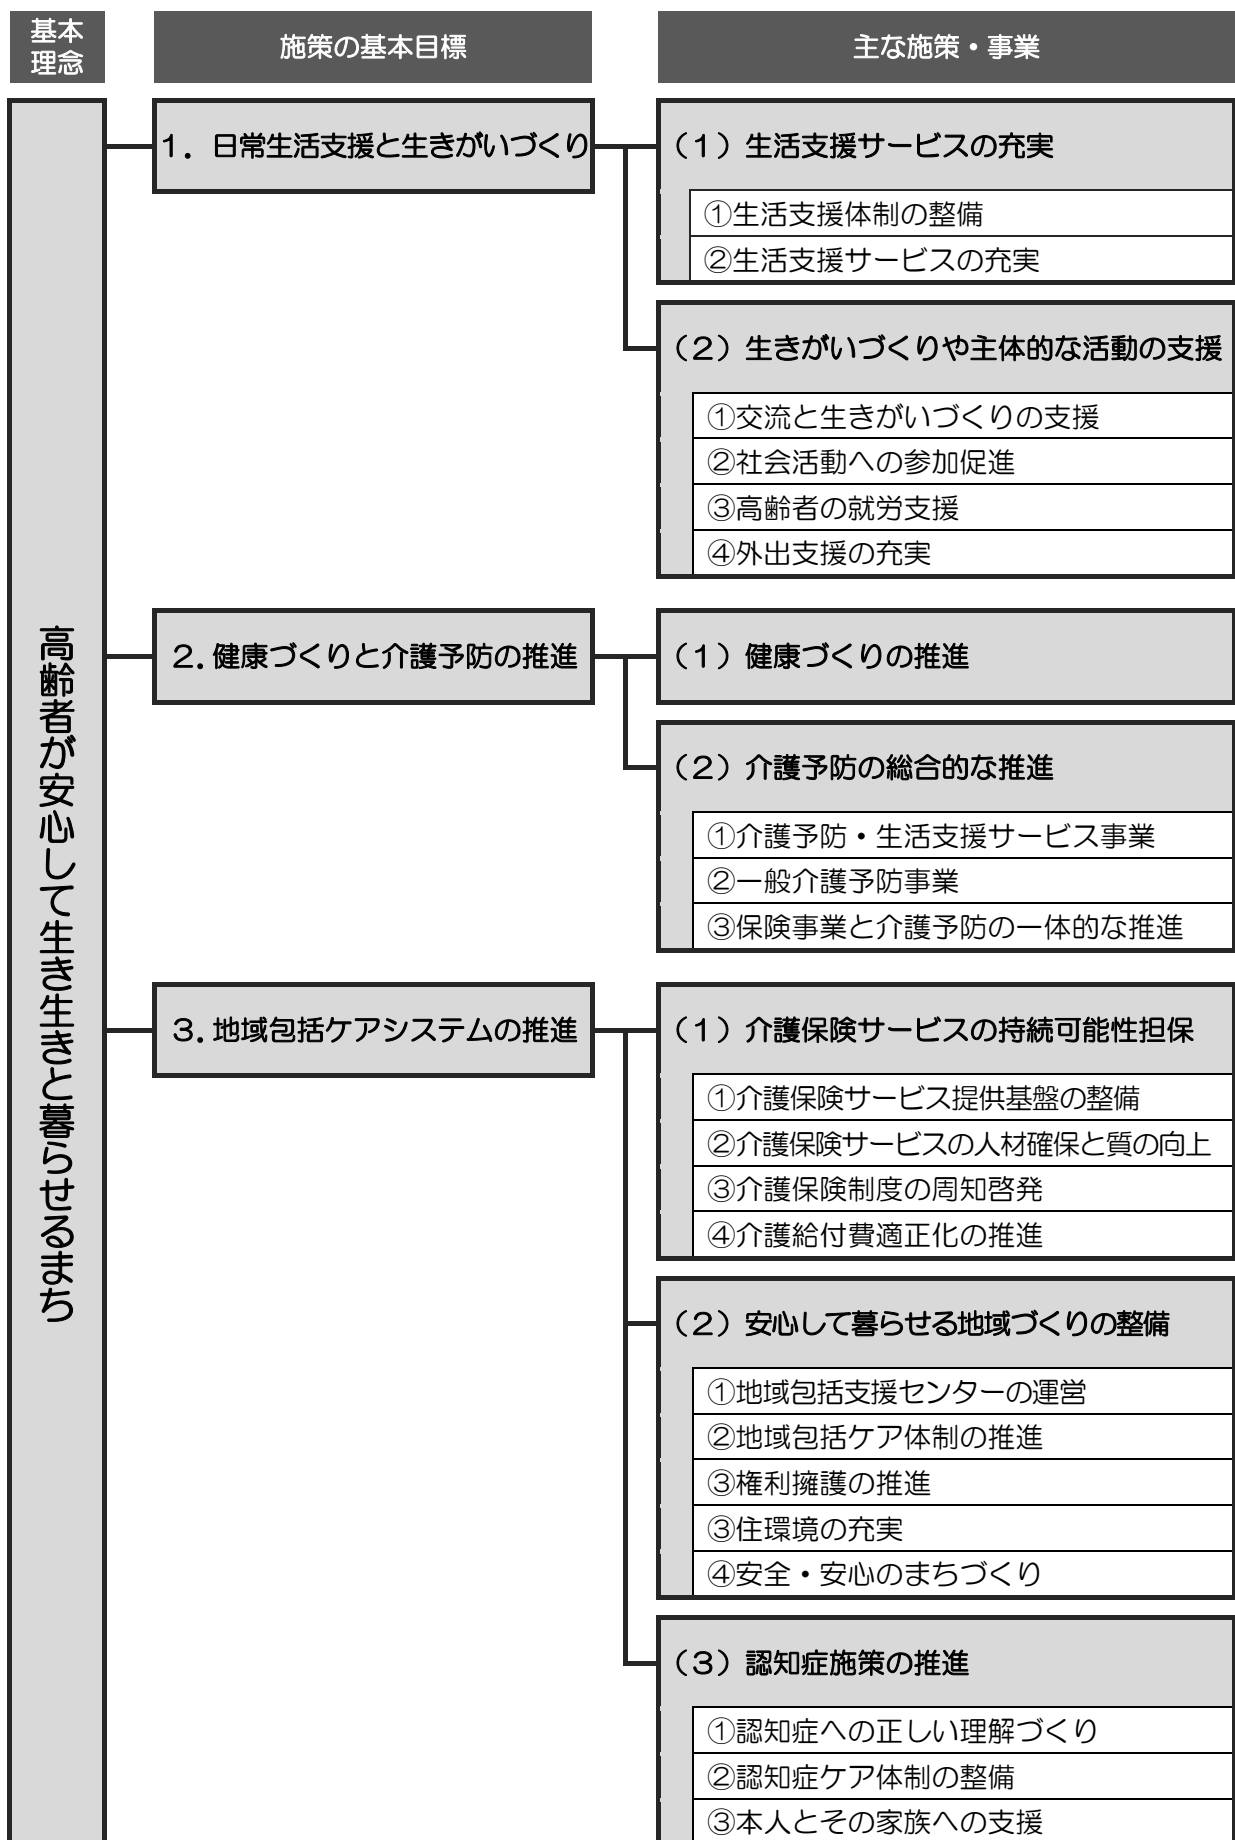 基本
理念
施策の基本目標
主な施策・事業
高齢者が安心して生き生きと暮らせるまち
1．日常生活支援と生きがいづくり
（１）生活支援サービスの充実
①生活支援体制の整備
②生活支援サービスの充実
（２）生きがいづくりや主体的な活動の支援
①交流と生きがいづくりの支援
②社会活動への参加促進
③高齢者の就労支援
④外出支援の充実
２．健康づくりと介護予防の推進
（１）健康づくりの推進
（２）介護予防の総合的な推進
①介護予防・生活支援サービス事業
②一般介護予防事業
③保険事業と介護予防の一体的な推進
３．地域包括ケアシステムの推進
（１）介護保険サービスの持続可能性担保
①介護保険サービス提供基盤の整備
②介護保険サービスの人材確保と質の向上
③介護保険制度の周知啓発
④介護給付費適正化の推進
（２）安心して暮らせる地域づくりの整備
①地域包括支援センターの運営
②地域包括ケア体制の推進
③権利擁護の推進
③住環境の充実
④安全・安心のまちづくり
（３）認知症施策の推進
①認知症への正しい理解づくり
②認知症ケア体制の整備
③本人とその家族への支援